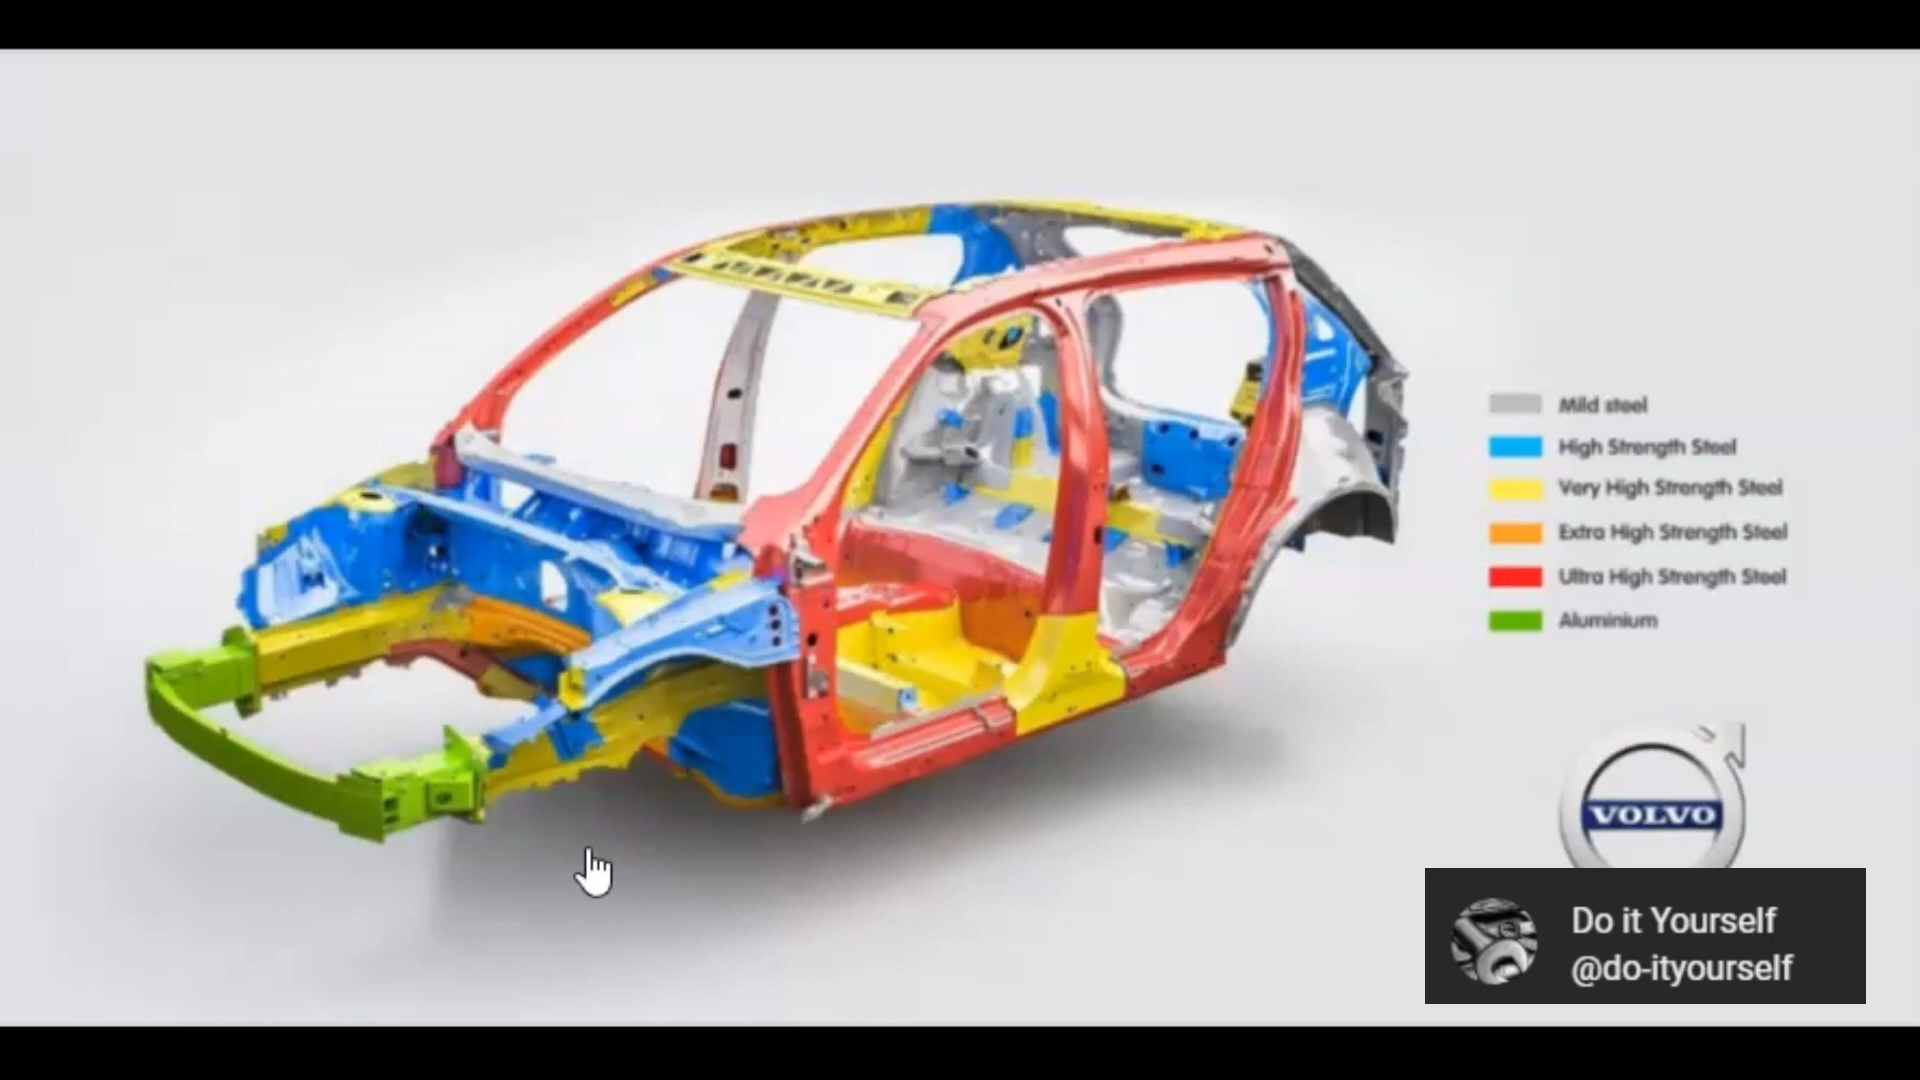 Mild steel
High Strength Steel
Very High Strength Steel
Extra High Strength Steel
Ultra High Strength Steel
Aluminium
VOLVO
Do it Yourself
@do-ityourself